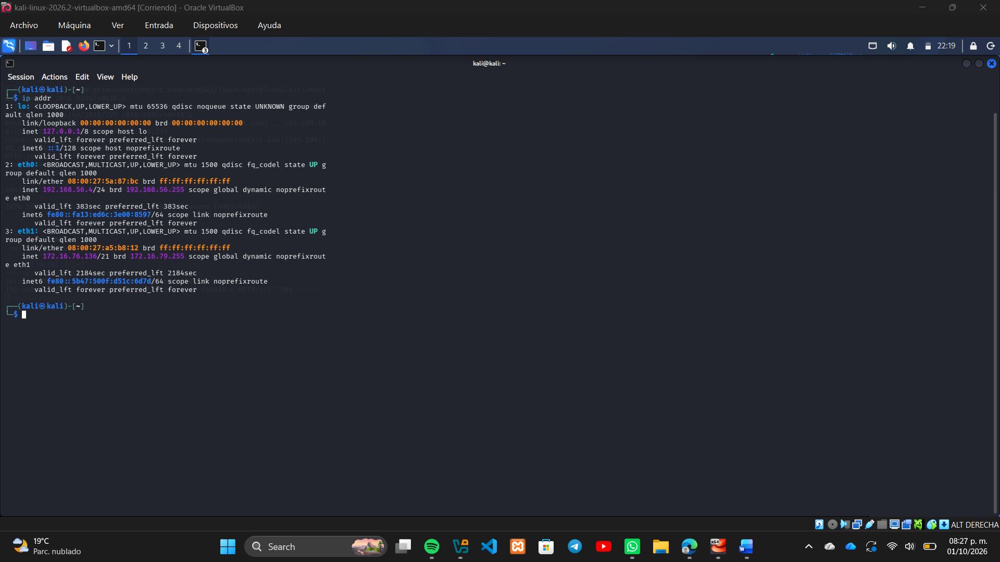 kali-linux-2026.2-virtualbox-amd64 [Corriendo] - Oracle VirtualBox
Archivo Máquina Ver Entrada Dispositivos Ayuda
1 2 3 4 3 22:19
kali@kali: ~
Session Actions Edit View Help
┌──(kali㉿kali)-[~]
└─$ ip addr
1: lo: <LOOPBACK,UP,LOWER_UP> mtu 65536 qdisc noqueue state UNKNOWN group def
ault qlen 1000
    link/loopback 00:00:00:00:00:00 brd 00:00:00:00:00:00
    inet 127.0.0.1/8 scope host lo
       valid_lft forever preferred_lft forever
    inet6 ::1/128 scope host noprefixroute
       valid_lft forever preferred_lft forever
2: eth0: <BROADCAST,MULTICAST,UP,LOWER_UP> mtu 1500 qdisc fq_codel state UP g
roup default qlen 1000
    link/ether 08:00:27:5a:87:bc brd ff:ff:ff:ff:ff:ff
    inet 192.168.56.4/24 brd 192.168.56.255 scope global dynamic noprefixrout
e eth0
       valid_lft 383sec preferred_lft 383sec
    inet6 fe80::fa13:ed6c:3e00:8597/64 scope link noprefixroute
       valid_lft forever preferred_lft forever
3: eth1: <BROADCAST,MULTICAST,UP,LOWER_UP> mtu 1500 qdisc fq_codel state UP g
roup default qlen 1000
    link/ether 08:00:27:a5:b8:12 brd ff:ff:ff:ff:ff:ff
    inet 172.16.76.136/21 brd 172.16.79.255 scope global dynamic noprefixrout
e eth1
       valid_lft 2184sec preferred_lft 2184sec
    inet6 fe80::5b47:500f:d51c:6d7d/64 scope link noprefixroute
       valid_lft forever preferred_lft forever
┌──(kali㉿kali)-[~]
└─$
ALT DERECHA
19°C
Parc. nublado
Search
08:27 p. m.
01/10/2026